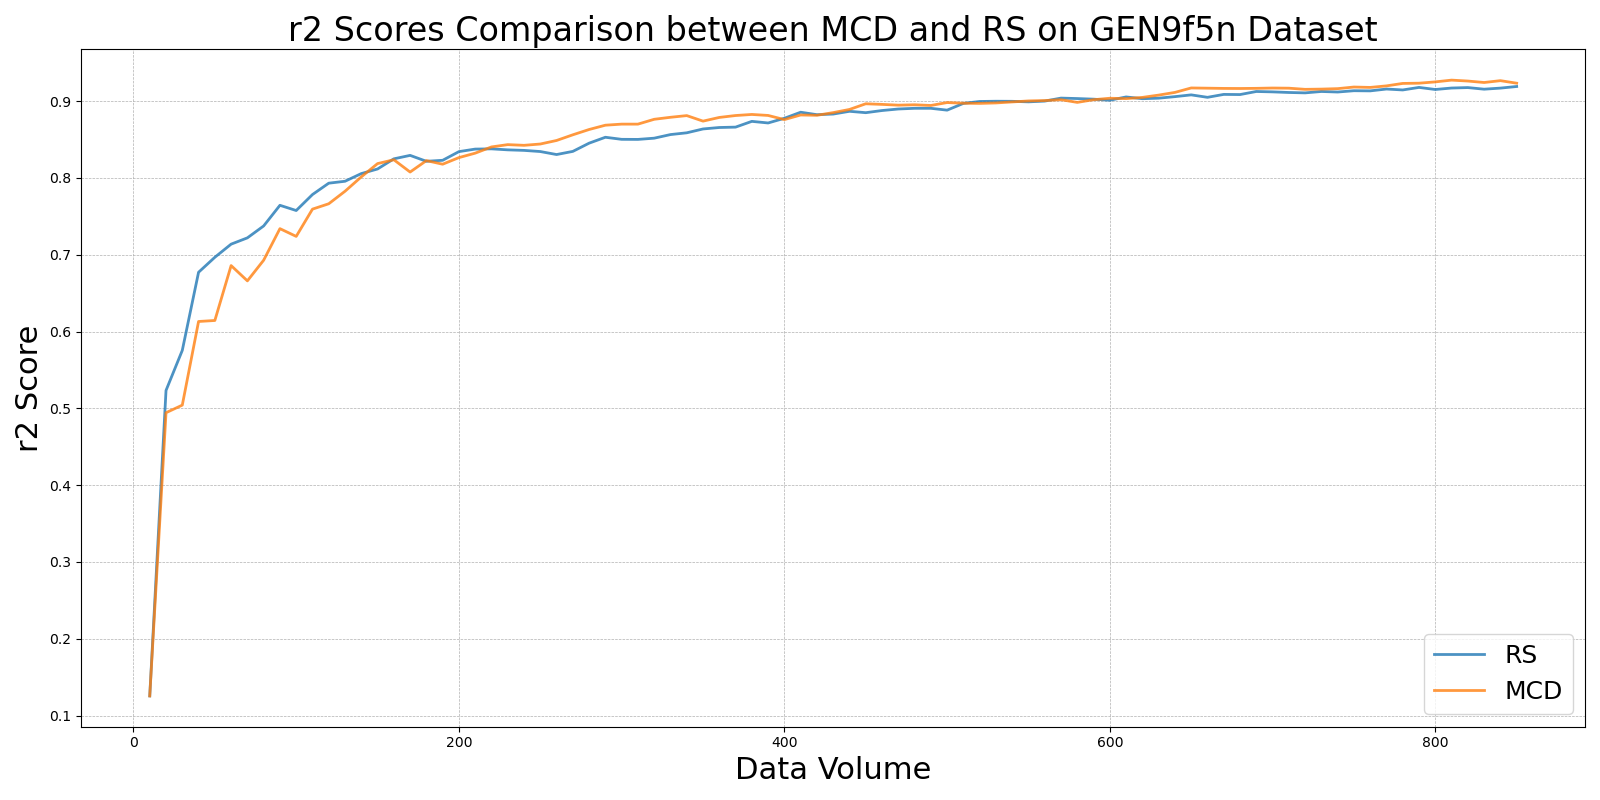 r2 Scores Comparison between MCD and RS on GEN9f5n Dataset
r2 Score
0.9
0.8
0.7
0.6
0.5
0.4
0.3
0.2
0.1
0
200
400
600
800
Data Volume
RS
MCD